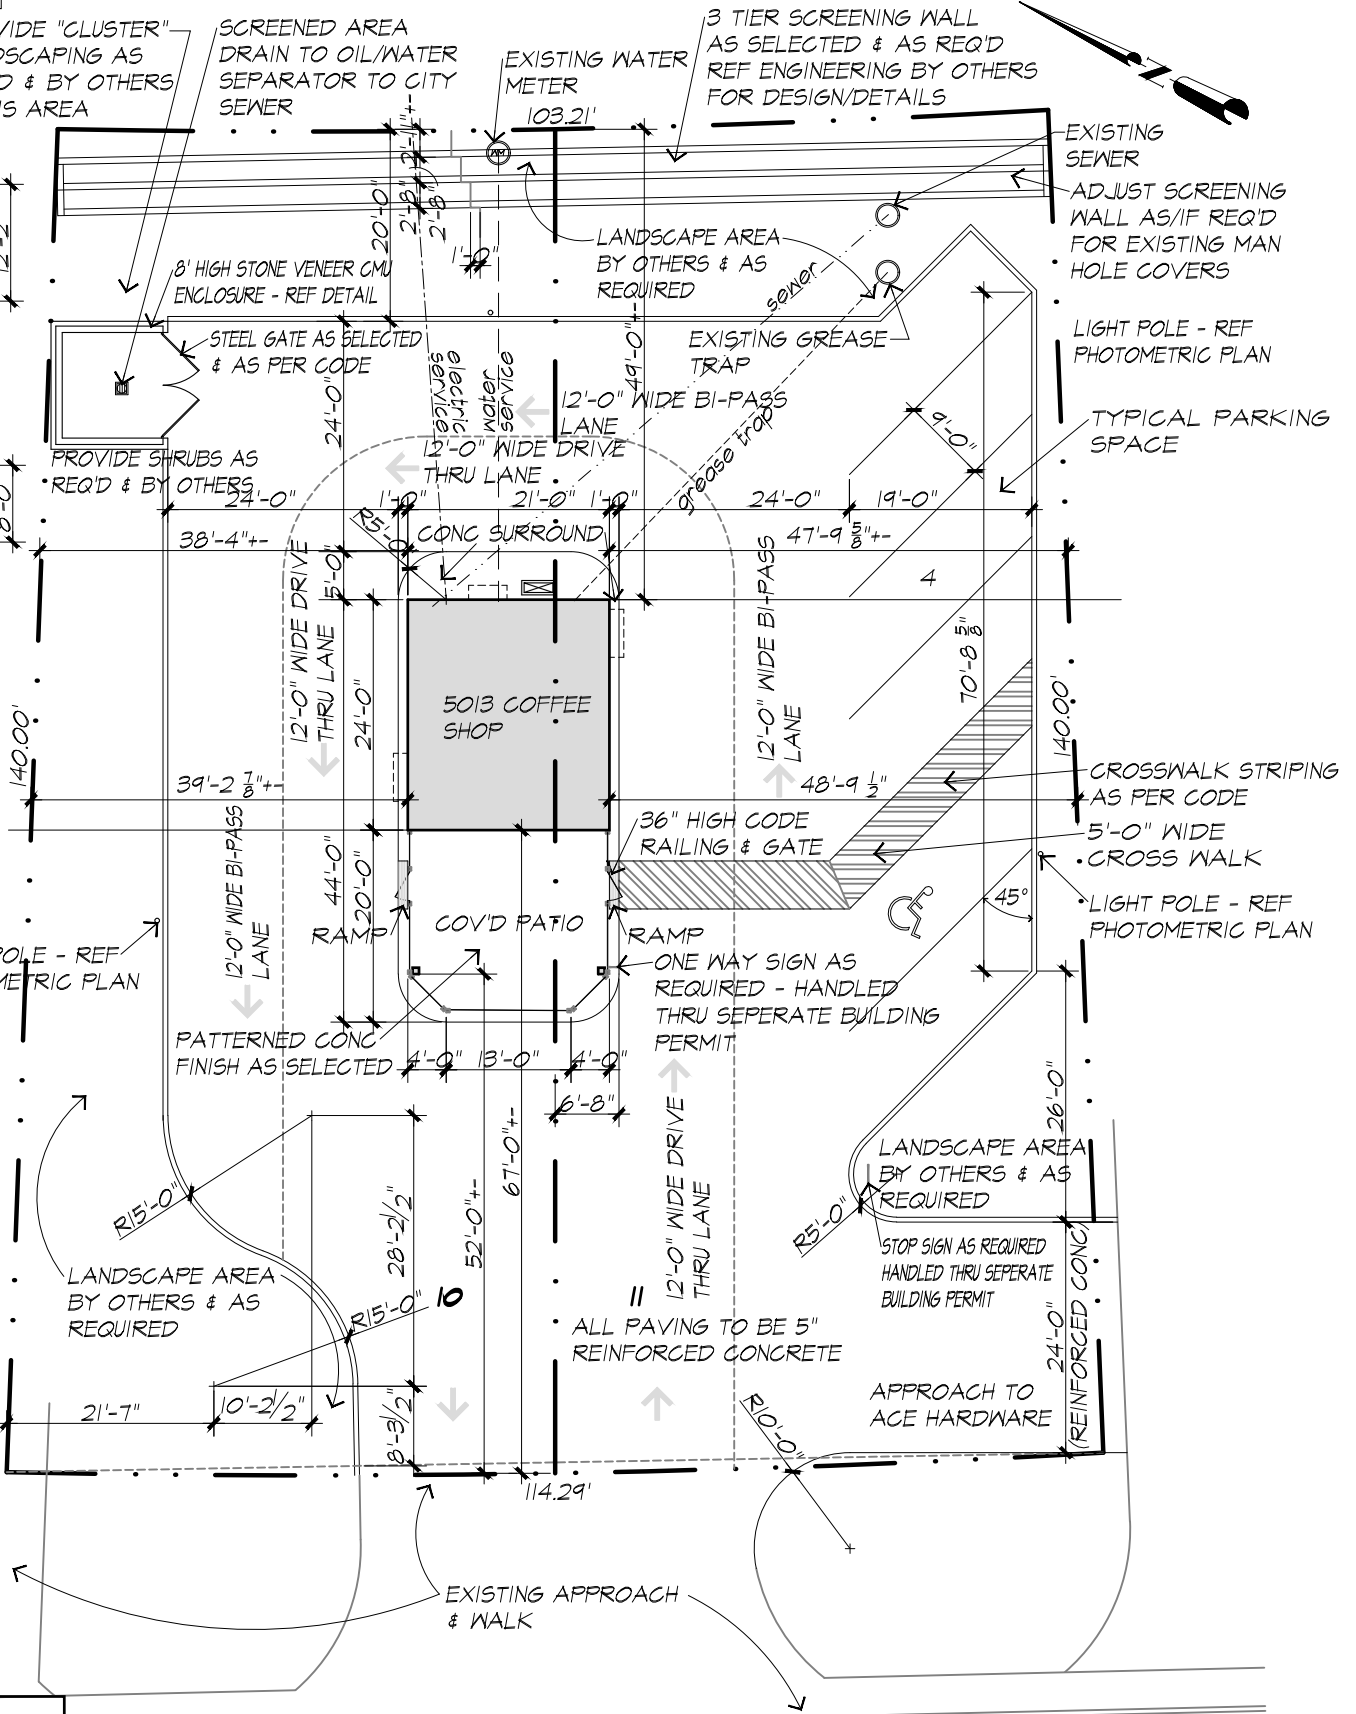 VIDE "CLUSTER"
DSCAPING AS
D & BY OTHERS
IS AREA
SCREENED AREA
DRAIN TO OIL/WATER
SEPARATOR TO CITY
SEWER
EXISTING WATER
METER
3 TIER SCREENING WALL
AS SELECTED & AS REQ'D
REF ENGINEERING BY OTHERS
FOR DESIGN/DETAILS
N
103.21'
EXISTING
SEWER
ADJUST SCREENING
WALL AS/IF REQ'D
FOR EXISTING MAN
HOLE COVERS
WM
2'-11"+-
20'-0"
2'-8"
2'-8"
1'-0"
LANDSCAPE AREA
BY OTHERS & AS
REQUIRED
sewer
8' HIGH STONE VENEER CMU
ENCLOSURE - REF DETAIL
STEEL GATE AS SELECTED
& AS PER CODE
EXISTING GREASE
TRAP
LIGHT POLE - REF
PHOTOMETRIC PLAN
24'-0"
electric
service
water
service
49'-0"+-
12'-0" WIDE BI-PASS
LANE
12'-0" WIDE DRIVE
THRU LANE
grease trap
9'-0"
TYPICAL PARKING
SPACE
PROVIDE SHRUBS AS
REQ'D & BY OTHERS
24'-0"
1'-0"
21'-0"
1'-0"
24'-0"
19'-0"
R5'-0"
CONC SURROUND
38'-4"+-
47'-9 5/8"+-
5'-0"
12'-0" WIDE DRIVE
THRU LANE
12'-0" WIDE BI-PASS
LANE
4
70'-8 5/8"
24'-0"
5013 COFFEE
SHOP
140.00'
140.00'
39'-2 7/8"+-
48'-9 1/2"
CROSSWALK STRIPING
AS PER CODE
5'-0" WIDE
CROSS WALK
36" HIGH CODE
RAILING & GATE
12'-0" WIDE BI-PASS
LANE
44'-0"
20'-0"
45°
LIGHT POLE - REF
PHOTOMETRIC PLAN
RAMP
COV'D PATIO
RAMP
POLE - REF
METRIC PLAN
ONE WAY SIGN AS
REQUIRED - HANDLED
THRU SEPERATE BUILDING
PERMIT
PATTERNED CONC
FINISH AS SELECTED
4'-0"
13'-0"
4'-0"
6'-8"
26'-0"
67'-0"+-
52'-0"+-
28'-2 1/2"
12'-0" WIDE DRIVE
THRU LANE
LANDSCAPE AREA
BY OTHERS & AS
REQUIRED
R15'-0"
R5'-0"
STOP SIGN AS REQUIRED
HANDLED THRU SEPERATE
BUILDING PERMIT
LANDSCAPE AREA
BY OTHERS & AS
REQUIRED
R15'-0"
10
11
ALL PAVING TO BE 5"
REINFORCED CONCRETE
24'-0"
(REINFORCED CONC)
21'-7"
10'-2 1/2"
8'-3 1/2"
R10'-0"
APPROACH TO
ACE HARDWARE
114.29'
EXISTING APPROACH
& WALK